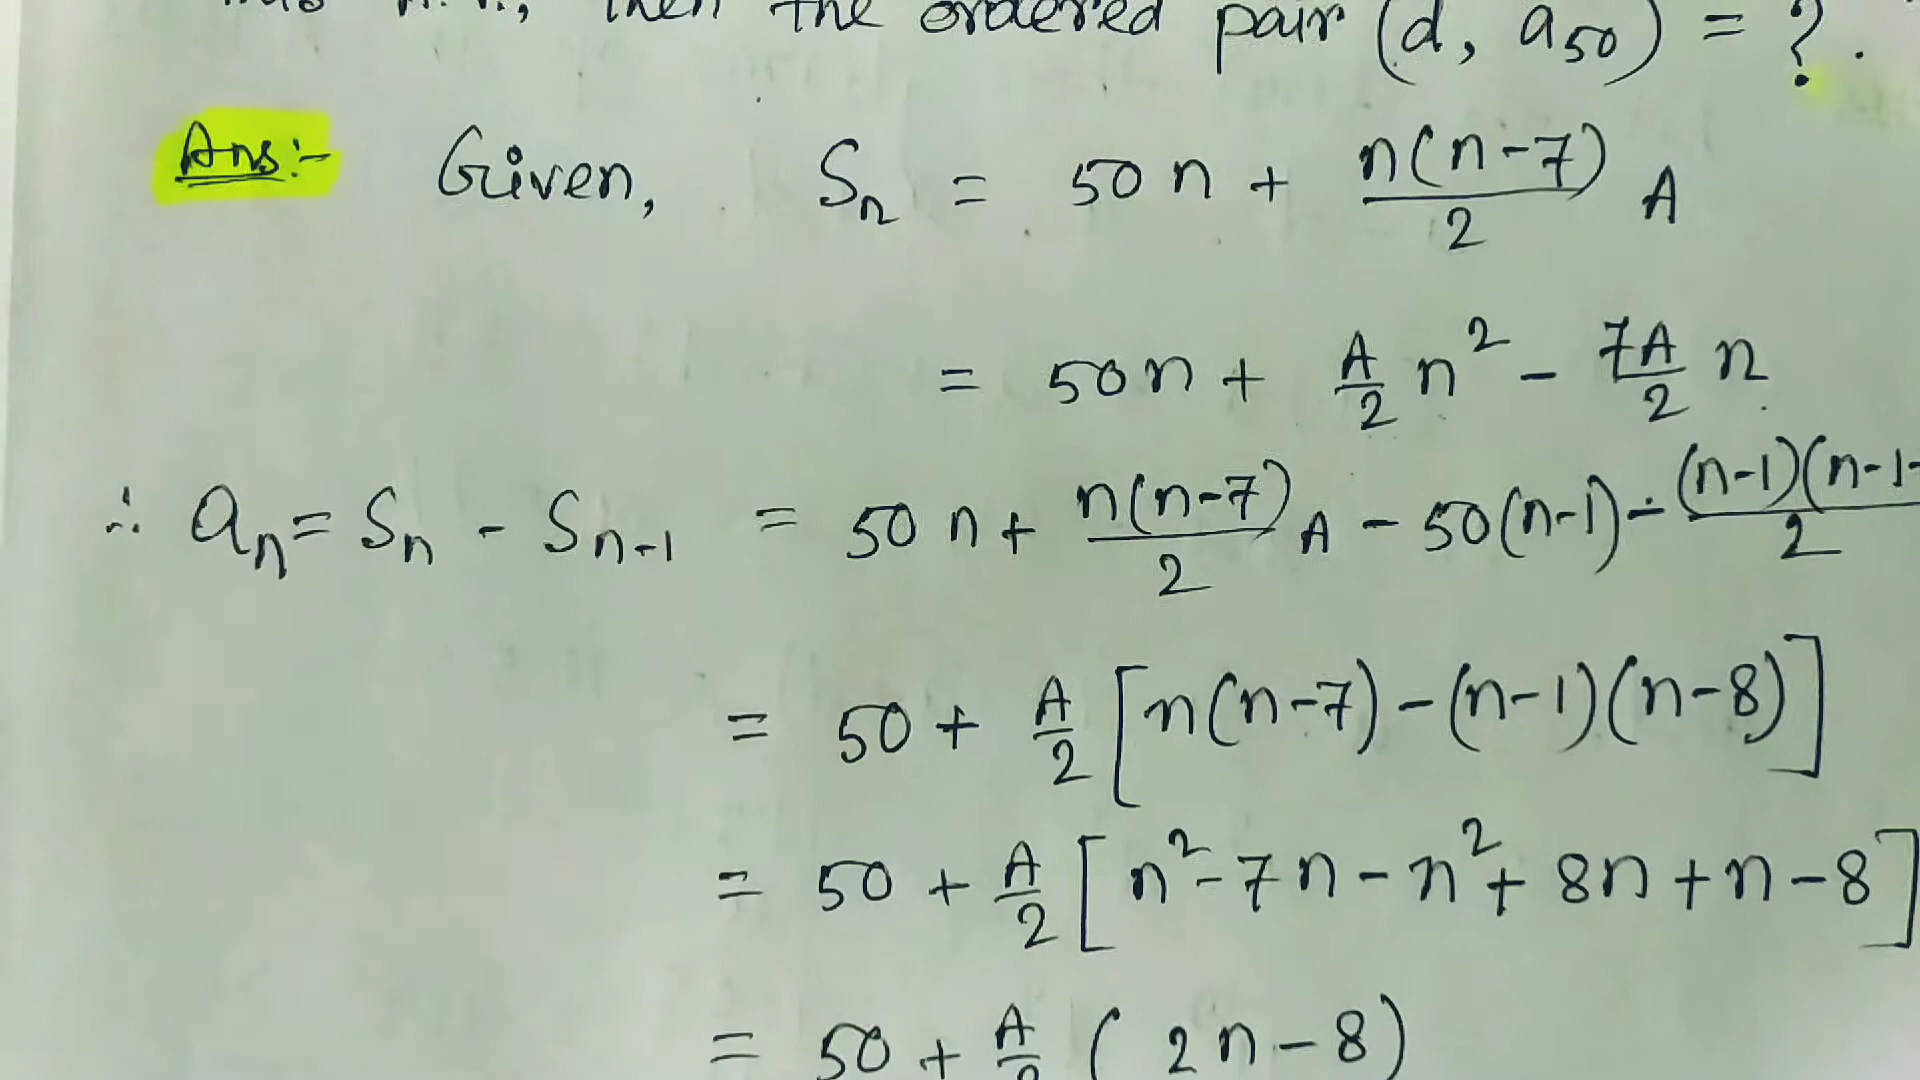 then the ordered pair (d, a₅₀) = ?.
Ans:- Given, Sₙ = 50n + n(n-7)/2 A
= 50n + A/2 n² - 7A/2 n
∴ aₙ = Sₙ - Sₙ₋₁ = 50n + n(n-7)/2 A - 50(n-1) - (n-1)(n-1-/2
= 50 + A/2 [n(n-7) - (n-1)(n-8)]
= 50 + A/2 [n² - 7n - n² + 8n + n - 8]
= 50 + A/2 (2n - 8)